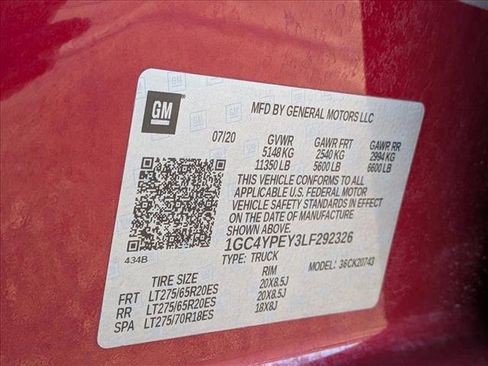 GM
MFD BY GENERAL MOTORS LLC
07/20 GVWR GAWR FRT GAWR RR
5148 KG 2540 KG 2994 KG
11350 LB 5600 LB 6600 LB
THIS VEHICLE CONFORMS TO ALL
APPLICABLE U.S. FEDERAL MOTOR
VEHICLE SAFETY STANDARDS IN EFFECT
ON THE DATE OF MANUFACTURE
SHOWN ABOVE.
1GC4YPEY3LF292326
434B TYPE: TRUCK MODEL: 36CK20743
TIRE SIZE RIM
FRT LT275/65R20ES 20X8.5J
RR LT275/65R20ES 20X8.5J
SPA LT275/70R18ES 18X8J